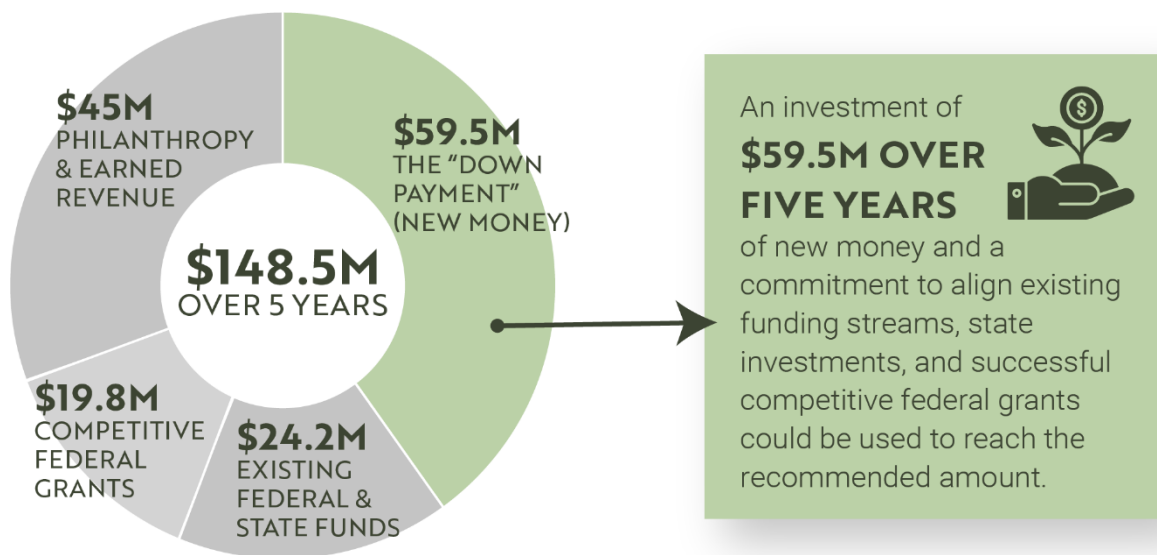 $45M
PHILANTHROPY
& EARNED
REVENUE
$59.5M
THE “DOWN
PAYMENT”
(NEW MONEY)
$148.5M
OVER 5 YEARS
$19.8M
COMPETITIVE
FEDERAL
GRANTS
$24.2M
EXISTING
FEDERAL &
STATE FUNDS
An investment of
$59.5M OVER
FIVE YEARS
of new money and a
commitment to align existing
funding streams, state
investments, and successful
competitive federal grants
could be used to reach the
recommended amount.
$